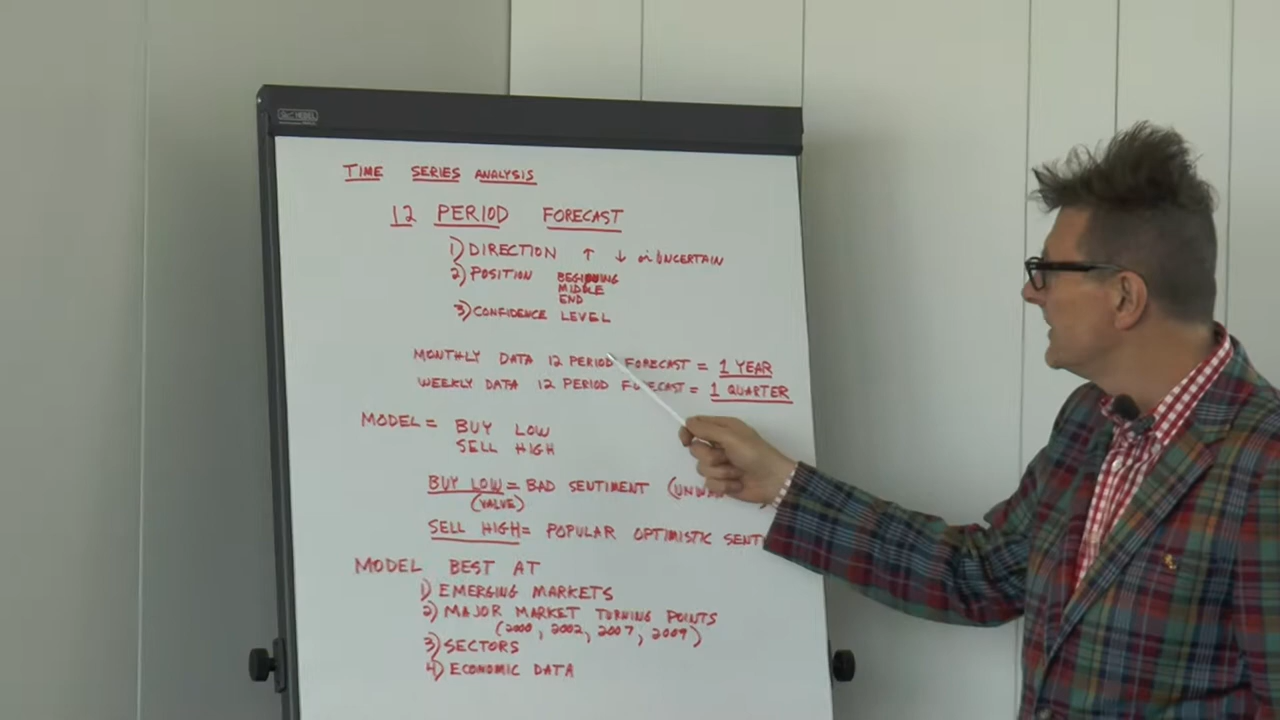 TIME SERIES ANALYSIS
12 PERIOD FORECAST
1) DIRECTION ↑ ↓ or UNCERTAIN
2) POSITION BEGINNING
MIDDLE
END
3) CONFIDENCE LEVEL
MONTHLY DATA 12 PERIOD FORECAST = 1 YEAR
WEEKLY DATA 12 PERIOD FORECAST = 1 QUARTER
MODEL = BUY LOW
SELL HIGH
BUY LOW = BAD SENTIMENT
(VALUE)
SELL HIGH = POPULAR OPTIMISTIC
MODEL BEST AT
1) EMERGING MARKETS
2) MAJOR MARKET TURNING POINTS
(2000, 2002, 2007, 2009)
3) SECTORS
4) ECONOMIC DATA